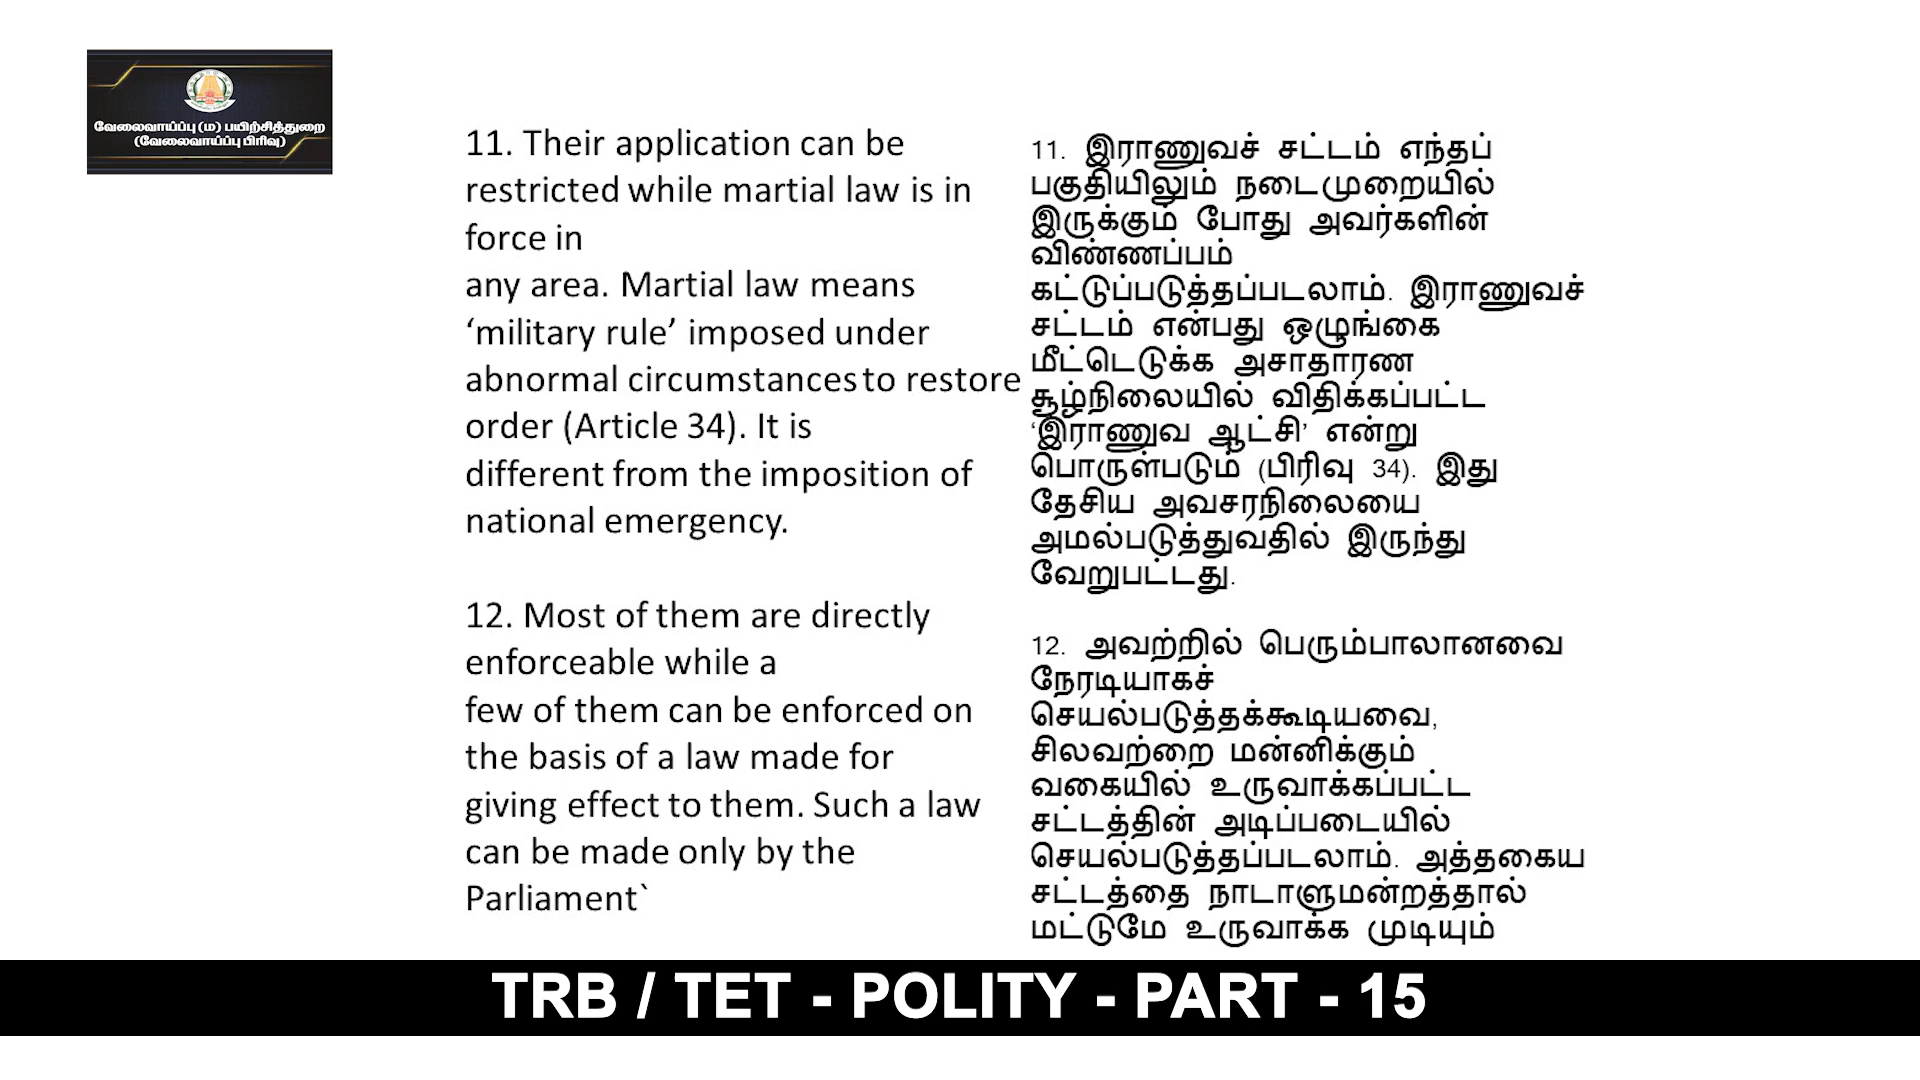 வேலைவாய்ப்பு (ம) பயிற்சித்துறை
(வேலைவாய்ப்பு பிரிவு)
11. Their application can be
restricted while martial law is in
force in
any area. Martial law means
‘military rule’ imposed under
abnormal circumstances to restore
order (Article 34). It is
different from the imposition of
national emergency.
12. Most of them are directly
enforceable while a
few of them can be enforced on
the basis of a law made for
giving effect to them. Such a law
can be made only by the
Parliament`
11. இராணுவச் சட்டம் எந்தப்
பகுதியிலும் நடைமுறையில்
இருக்கும் போது அவர்களின்
விண்ணப்பம்
கட்டுப்படுத்தப்படலாம். இராணுவச்
சட்டம் என்பது ஒழுங்கை
மீட்டெடுக்க அசாதாரண
சூழ்நிலையில் விதிக்கப்பட்ட
‘இராணுவ ஆட்சி’ என்று
பொருள்படும் (பிரிவு 34). இது
தேசிய அவசரநிலையை
அமல்படுத்துவதில் இருந்து
வேறுபட்டது.
12. அவற்றில் பெரும்பாலானவை
நேரடியாகச்
செயல்படுத்தக்கூடியவை,
சிலவற்றை மன்னிக்கும்
வகையில் உருவாக்கப்பட்ட
சட்டத்தின் அடிப்படையில்
செயல்படுத்தப்படலாம். அத்தகைய
சட்டத்தை நாடாளுமன்றத்தால்
மட்டுமே உருவாக்க முடியும்
TRB / TET - POLITY - PART - 15